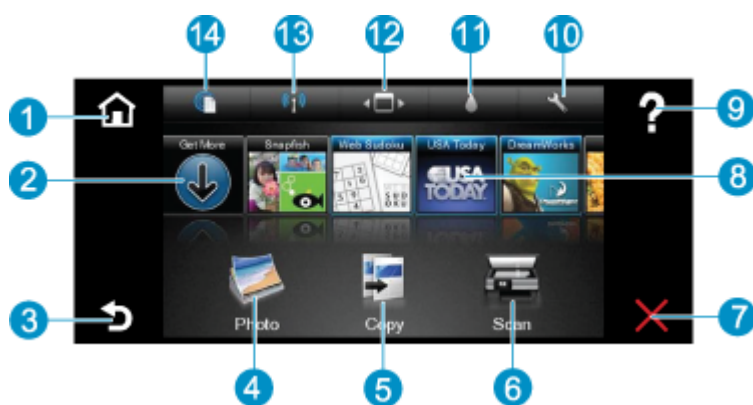 14 13 12 11 10
1
9
Get More Snapfish Web Sudoku USA Today DreamWorks
2
USA TODAY
SUDOKU
8
3
Photo Copy Scan
7
4 5 6